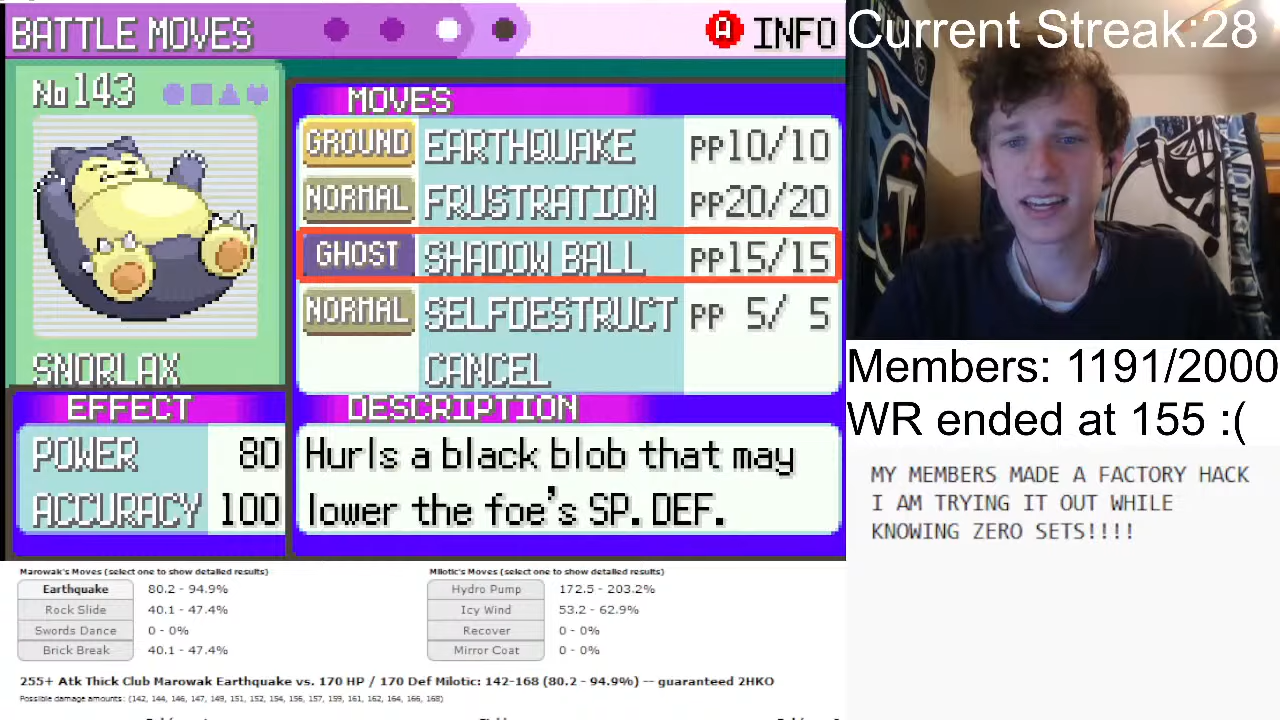 BATTLE MOVES
A INFO
Current Streak:28
No 143
MOVES
GROUND EARTHQUAKE PP10/10
NORMAL FRUSTRATION PP20/20
GHOST SHADOW BALL PP15/15
NORMAL SELFDESTRUCT PP 5/ 5
CANCEL
SNORLAX
EFFECT
POWER 80
ACCURACY 100
DESCRIPTION
Hurls a black blob that may
lower the foe's SP. DEF.
Members: 1191/2000
WR ended at 155 :(
MY MEMBERS MADE A FACTORY HACK
I AM TRYING IT OUT WHILE
KNOWING ZERO SETS!!!!
Marowak's Moves (select one to show detailed results)
Earthquake 80.2 - 94.9%
Rock Slide 40.1 - 47.4%
Swords Dance 0 - 0%
Brick Break 40.1 - 47.4%
Milotic's Moves (select one to show detailed results)
Hydro Pump 172.5 - 203.2%
Icy Wind 53.2 - 62.9%
Recover 0 - 0%
Mirror Coat 0 - 0%
255+ Atk Thick Club Marowak Earthquake vs. 170 HP / 170 Def Milotic: 142-168 (80.2 - 94.9%) -- guaranteed 2HKO
Possible damage amounts: (142, 144, 146, 147, 149, 151, 152, 154, 156, 157, 159, 161, 162, 164, 166, 168)